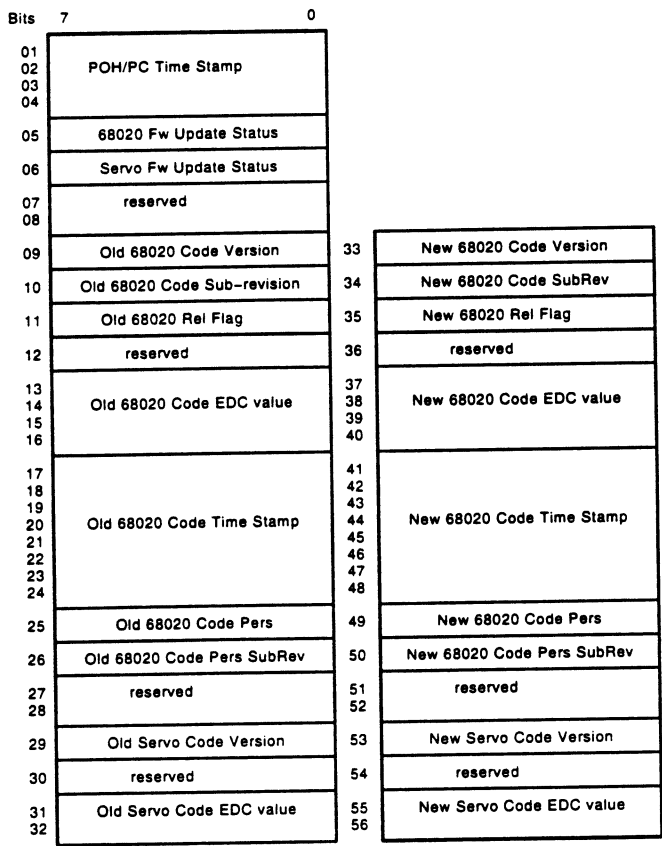 Bits 7 0
01
02 POH/PC Time Stamp
03
04
05 68020 Fw Update Status
06 Servo Fw Update Status
07 reserved
08
09 Old 68020 Code Version
10 Old 68020 Code Sub-revision
11 Old 68020 Rel Flag
12 reserved
13
14 Old 68020 Code EDC value
15
16
17
18
19
20 Old 68020 Code Time Stamp
21
22
23
24
25 Old 68020 Code Pers
26 Old 68020 Code Pers SubRev
27 reserved
28
29 Old Servo Code Version
30 reserved
31 Old Servo Code EDC value
32
33 New 68020 Code Version
34 New 68020 Code SubRev
35 New 68020 Rel Flag
36 reserved
37
38 New 68020 Code EDC value
39
40
41
42
43
44 New 68020 Code Time Stamp
45
46
47
48
49 New 68020 Code Pers
50 New 68020 Code Pers SubRev
51 reserved
52
53 New Servo Code Version
54 reserved
55 New Servo Code EDC value
56